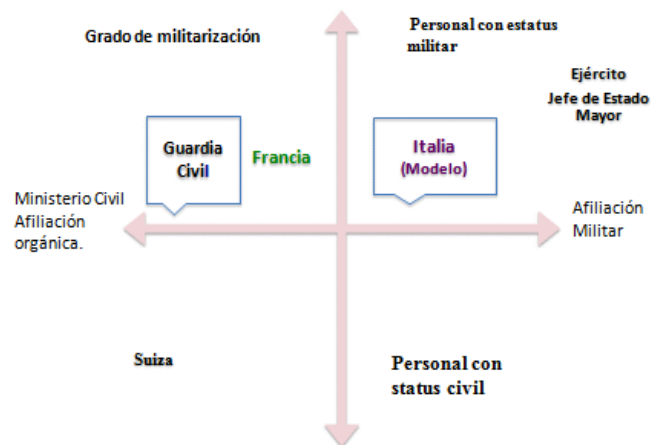 Grado de militarización
Personal con estatus
militar
Ejército
Jefe de Estado
Mayor
Guardia
Civil
Francia
Italia
(Modelo)
Ministerio Civil
Afiliación
orgánica.
Afiliación
Militar
Suiza
Personal con
status civil